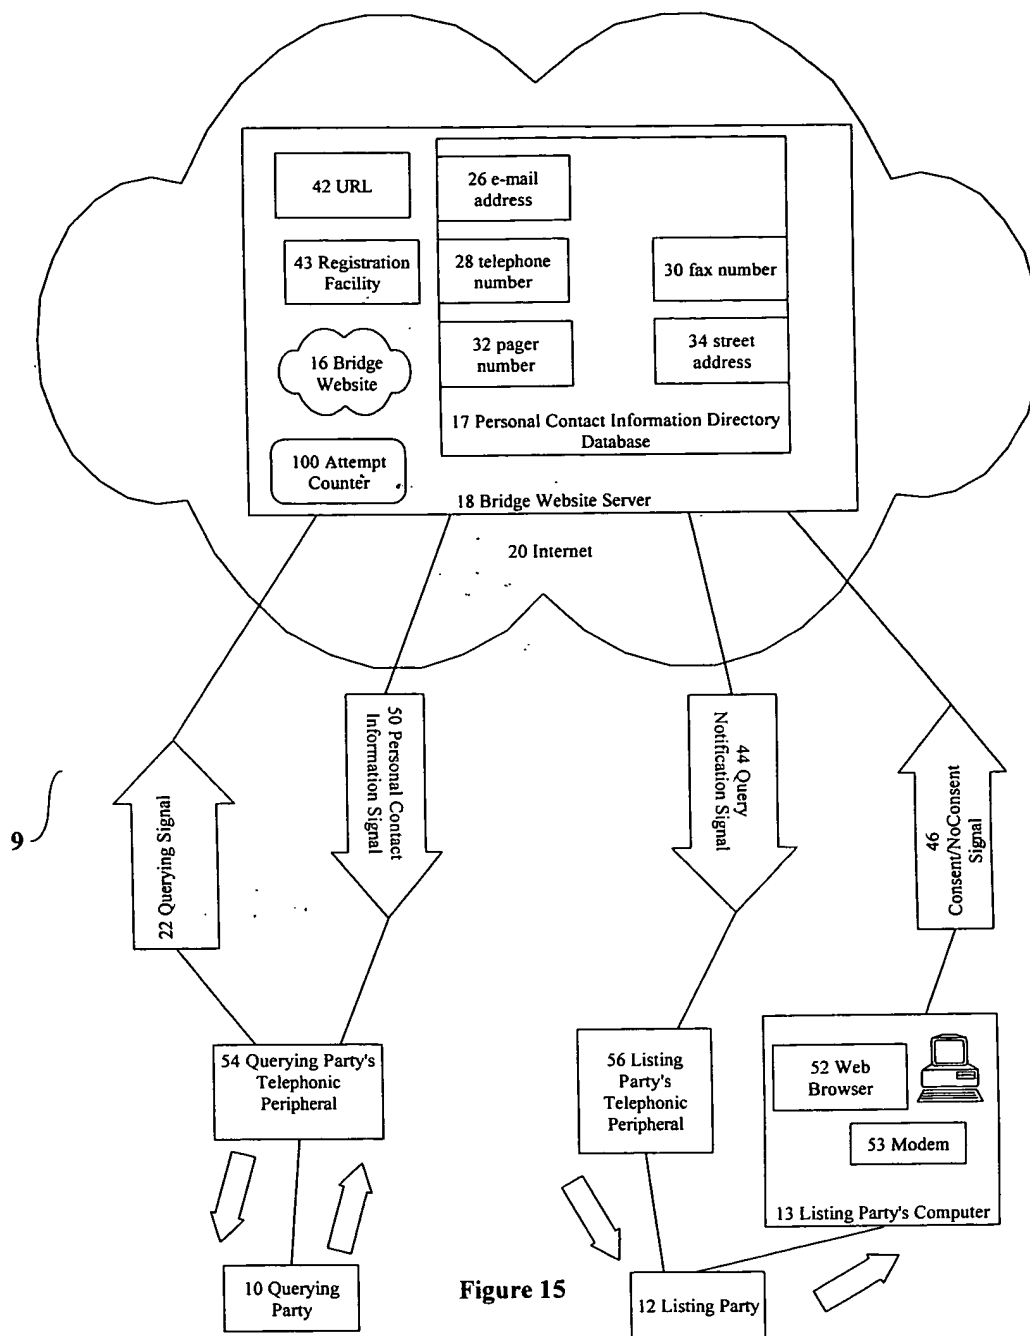 42 URL
26 e-mail
address
43 Registration
Facility
28 telephone
number
30 fax number
16 Bridge
Website
32 pager
number
34 street
address
17 Personal Contact Information Directory
Database
100 Attempt
Counter
18 Bridge Website Server
20 Internet
22 Querying Signal
50 Personal Contact
Information Signal
44 Query
Notification Signal
46
Consent/NoConsent
Signal
9
54 Querying Party's
Telephonic
Peripheral
56 Listing
Party's
Telephonic
Peripheral
52 Web
Browser
53 Modem
13 Listing Party's Computer
10 Querying
Party
Figure 15
12 Listing Party